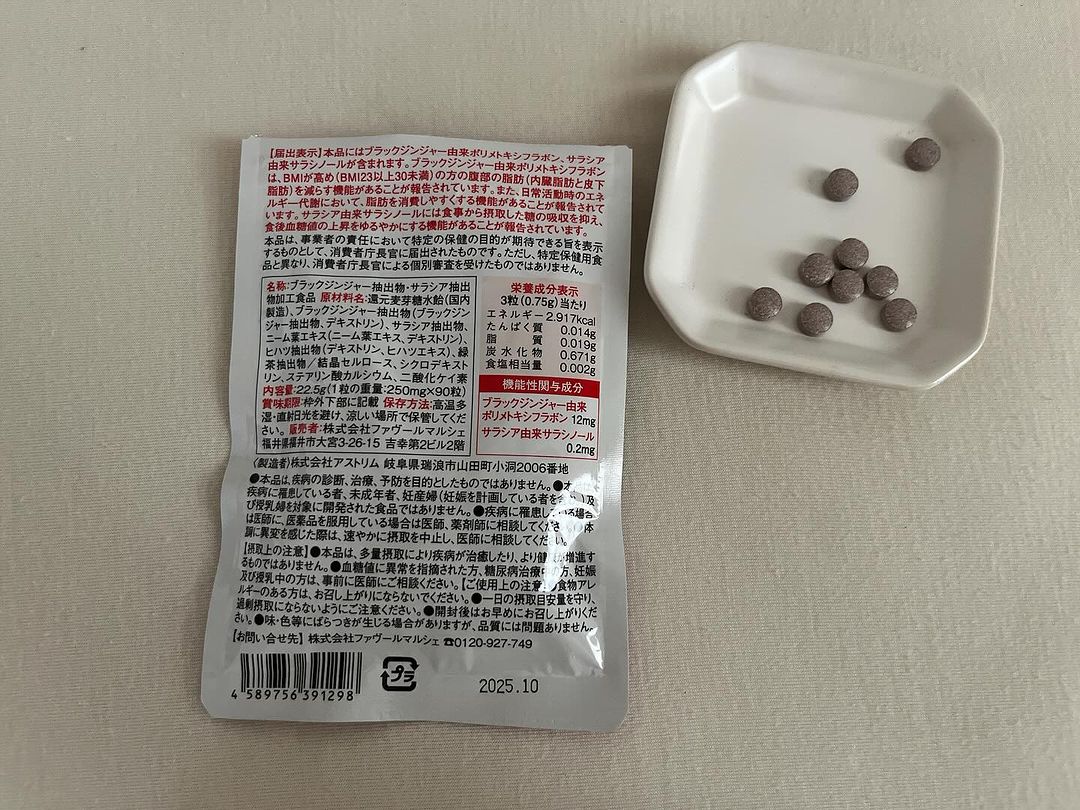 【届出表示】本品にはブラックジンジャー由来ポリメトキシフラボン、サラシア
由来サラシノールが含まれます。ブラックジンジャー由来ポリメトキシフラボン
は、BMIが高め(BMI23以上30未満)の方の腹部の脂肪(内臓脂肪と皮下
脂肪)を減らす機能があることが報告されています。また、日常活動時のエネ
ルギー代謝において、脂肪を消費しやすくする機能があることが報告されて
います。サラシア由来サラシノールには食事から摂取した糖の吸収を抑え、
食後血糖値の上昇をゆるやかにする機能があることが報告されています。
本品は、事業者の責任において特定の保健の目的が期待できる旨を表示
するものとして、消費者庁長官に届出されたものです。ただし、特定保健用食
品と異なり、消費者庁長官による個別審査を受けたものではありません。
名称:ブラックジンジャー抽出物・サラシア抽出
物加工食品 原材料名:還元麦芽糖水飴(国内
製造)、ブラックジンジャー抽出物(ブラックジン
ジャー抽出物、デキストリン)、サラシア抽出物、
ニーム葉エキス(ニーム葉エキス、デキストリン)、
ヒハツ抽出物(デキストリン、ヒハツエキス)、緑
茶抽出物/結晶セルロース、シクロデキスト
リン、ステアリン酸カルシウム、二酸化ケイ素
内容量:22.5g(1粒の重量:250mg×90粒)
賞味期限:枠外下部に記載 保存方法:高温多
湿・直射日光を避け、涼しい場所で保管してくだ
さい。販売者:株式会社ファヴールマルシェ
福井県福井市大宮3-26-15 吉幸第2ビル2階
栄養成分表示
3粒(0.75g)当たり
エネルギー 2.917kcal
たんぱく質 0.014g
脂質 0.019g
炭水化物 0.671g
食塩相当量 0.002g
機能性関与成分
ブラックジンジャー由来
ポリメトキシフラボン 12mg
サラシア由来サラシノール
0.2mg
〈製造者〉株式会社アストリム 岐阜県瑞浪市山田町小洞2006番地
●本品は、疾病の診断、治療、予防を目的としたものではありません。●本
疾病に罹患している者、未成年者、妊産婦(妊娠を計画している者を含 )及
び授乳婦を対象に開発された食品ではありません。●疾病に罹患している場合
は医師に、医薬品を服用している場合は医師、薬剤師に相談してください。●体
調に異変を感じた際は、速やかに摂取を中止し、医師に相談してください。
【摂取上の注意】●本品は、多量摂取により疾病が治癒したり、より健康が増進す
るものではありません。●血糖値に異常を指摘された方、糖尿病治療中の方、妊娠
及び授乳中の方は、事前に医師にご相談ください。【ご使用上の注意】●食物アレ
ルギーのある方は、お召し上がりにならないでください。●一日の摂取目安量を守り、
過剰摂取にならないようにご注意ください。●開封後はお早めにお召し上がりくだ
さい。●味・色等にばらつきが生じる場合がありますが、品質には問題ありません。
【お問い合せ先】 株式会社ファヴールマルシェ ☎0120-927-749
4 589756 391298
プラ
2025.10